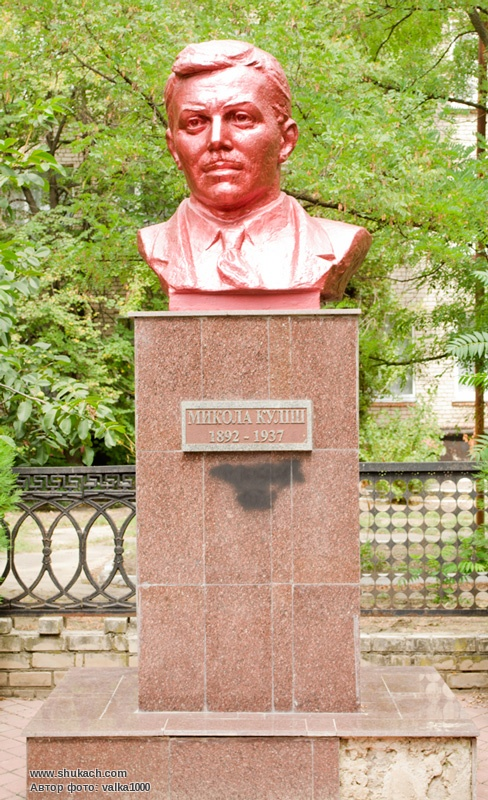 МИКОЛА КУЛІШ
1892 - 1937
www.shukach.com
Автор фото: valka1000